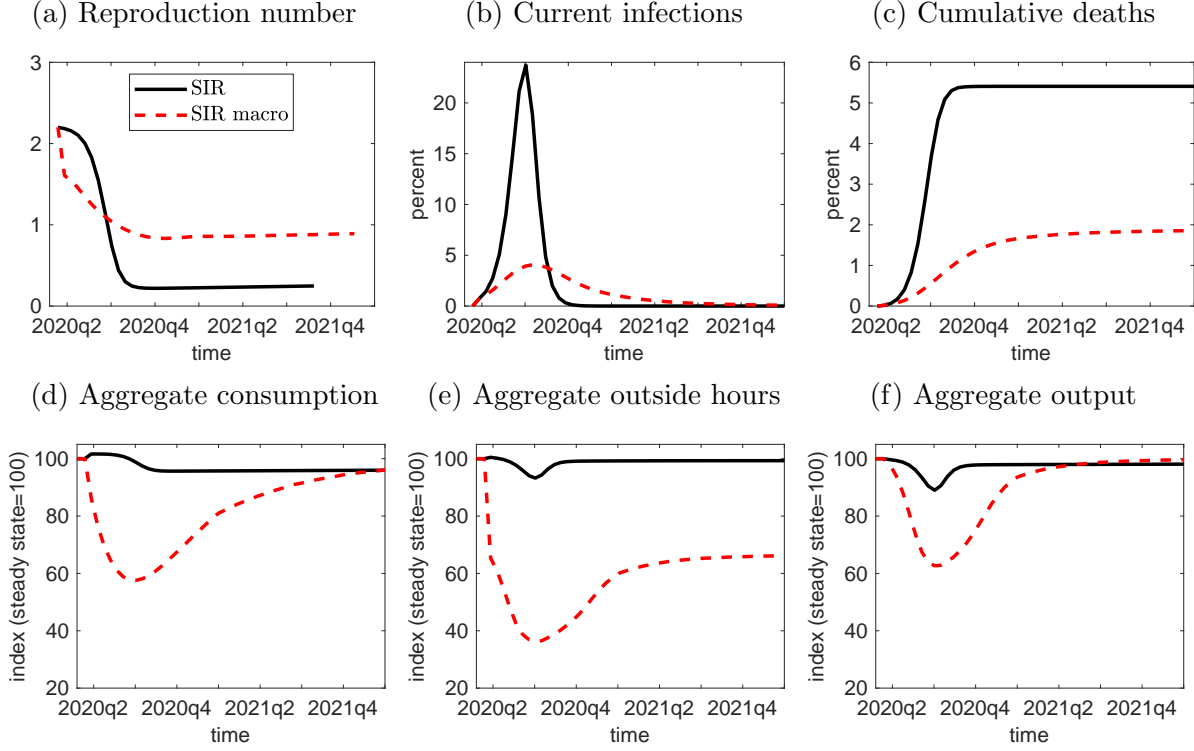 (a) Reproduction number
(b) Current infections
(c) Cumulative deaths
3
2
1
0
SIR
SIR macro
2020q2 2020q4 2021q2 2021q4
time
percent
20
15
10
5
0
2020q2 2020q4 2021q2 2021q4
time
percent
6
5
4
3
2
1
0
2020q2 2020q4 2021q2 2021q4
time
(d) Aggregate consumption
(e) Aggregate outside hours
(f) Aggregate output
index (steady state=100)
100
80
60
40
20
2020q2 2020q4 2021q2 2021q4
time
index (steady state=100)
100
80
60
40
20
2020q2 2020q4 2021q2 2021q4
time
index (steady state=100)
100
80
60
40
20
2020q2 2020q4 2021q2 2021q4
time